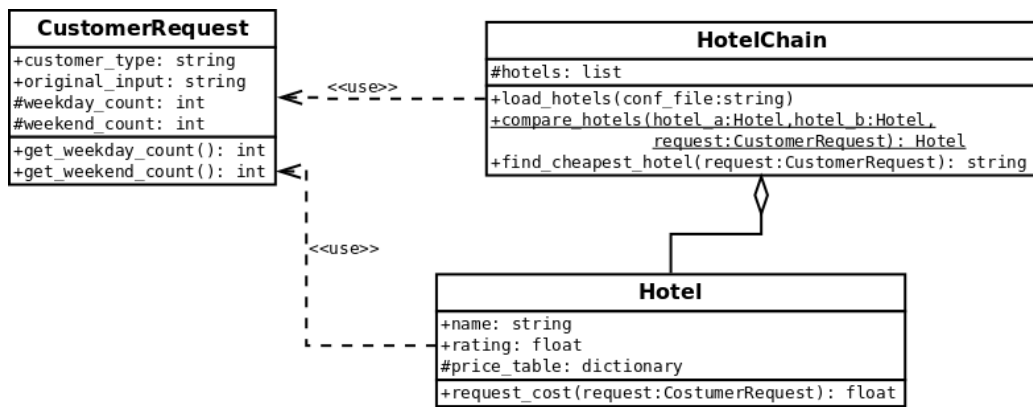 CustomerRequest
+customer_type: string
+original_input: string
#weekday_count: int
#weekend_count: int
+get_weekday_count(): int
+get_weekend_count(): int
<<use>>
HotelChain
#hotels: list
+load_hotels(conf_file:string)
+compare_hotels(hotel_a:Hotel,hotel_b:Hotel,
request:CustomerRequest): Hotel
+find_cheapest_hotel(request:CustomerRequest): string
<<use>>
Hotel
+name: string
+rating: float
#price_table: dictionary
+request_cost(request:CostumerRequest): float